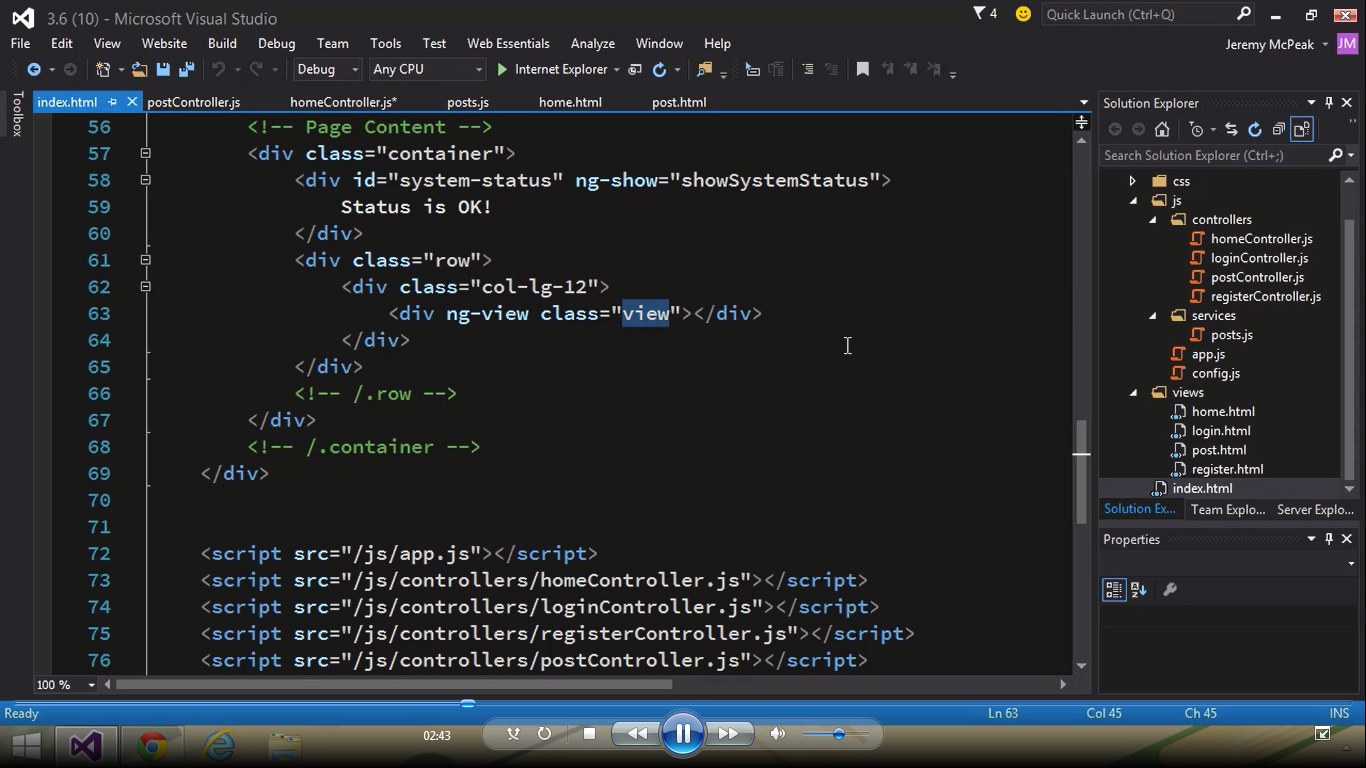 3.6 (10) - Microsoft Visual Studio
4
Quick Launch (Ctrl+Q)
File Edit View Website Build Debug Team Tools Test Web Essentials Analyze Window Help
Jeremy McPeak JM
Debug Any CPU Internet Explorer
Toolbox
index.html postController.js homeController.js* posts.js home.html post.html
56 <!-- Page Content -->
57 <div class="container">
58 <div id="system-status" ng-show="showSystemStatus">
59 Status is OK!
60 </div>
61 <div class="row">
62 <div class="col-lg-12">
63 <div ng-view class="view"></div>
64 </div>
65 </div>
66 <!-- /.row -->
67 </div>
68 <!-- /.container -->
69 </div>
70
71
72 <script src="/js/app.js"></script>
73 <script src="/js/controllers/homeController.js"></script>
74 <script src="/js/controllers/loginController.js"></script>
75 <script src="/js/controllers/registerController.js"></script>
76 <script src="/js/controllers/postController.js"></script>
100 %
Solution Explorer
Search Solution Explorer (Ctrl+;)
css
js
controllers
homeController.js
loginController.js
postController.js
registerController.js
services
posts.js
app.js
config.js
views
home.html
login.html
post.html
register.html
index.html
Solution Ex... Team Explo... Server Explo...
Properties
Ready Ln 63 Col 45 Ch 45 INS
02:43